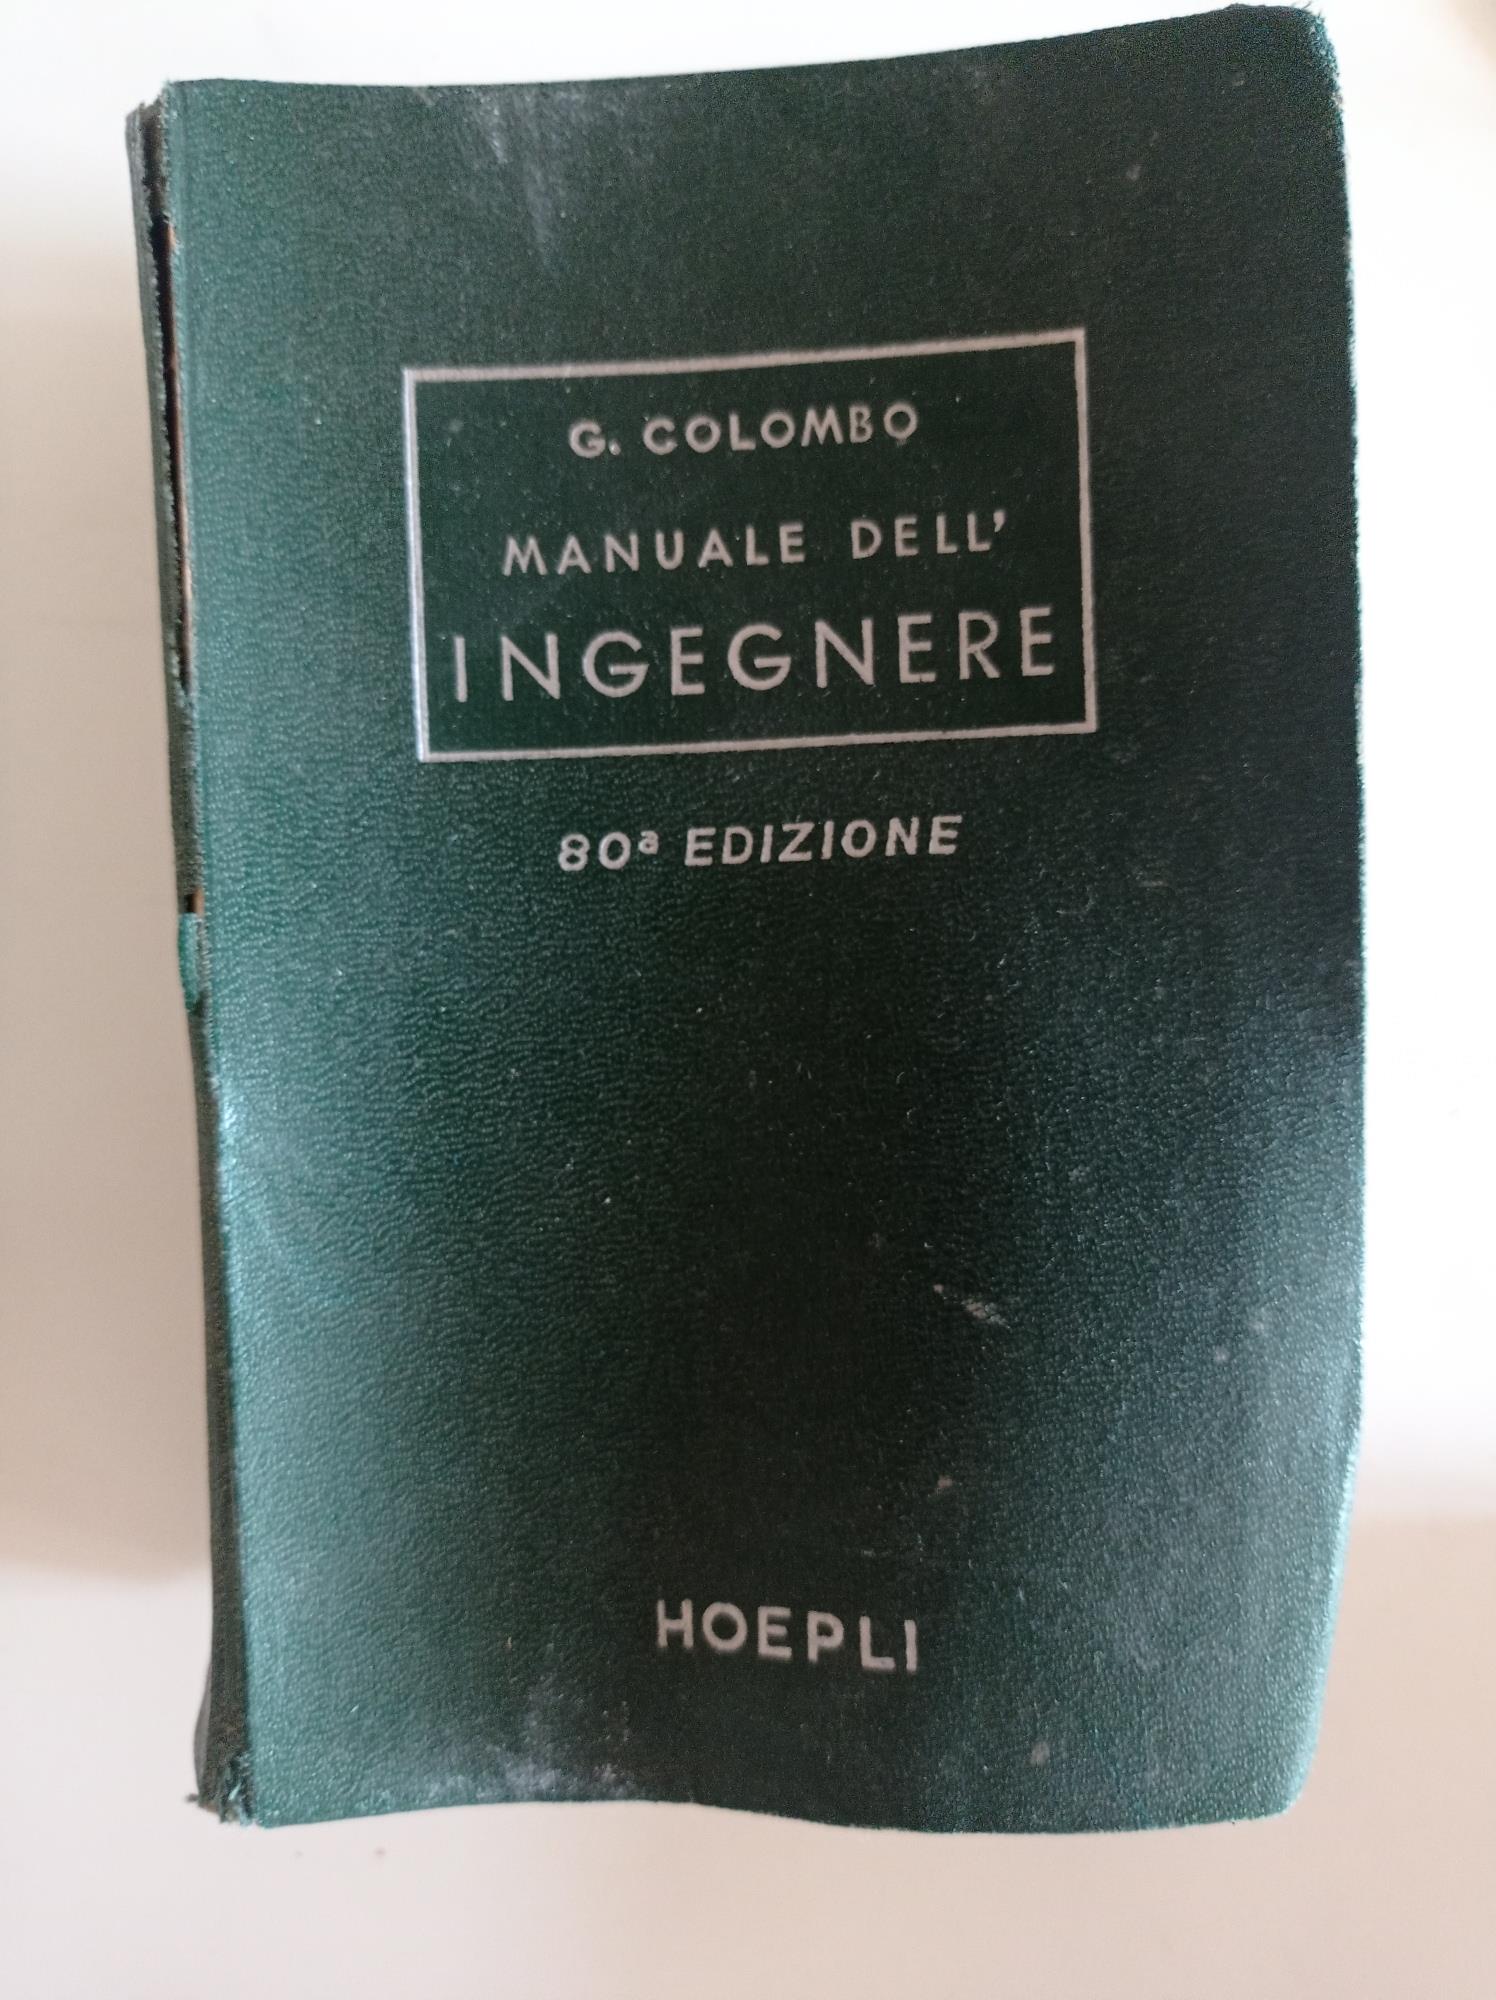 G. COLOMBO
MANUALE DELL'
INGEGNERE
80ª EDIZIONE
HOEPLI